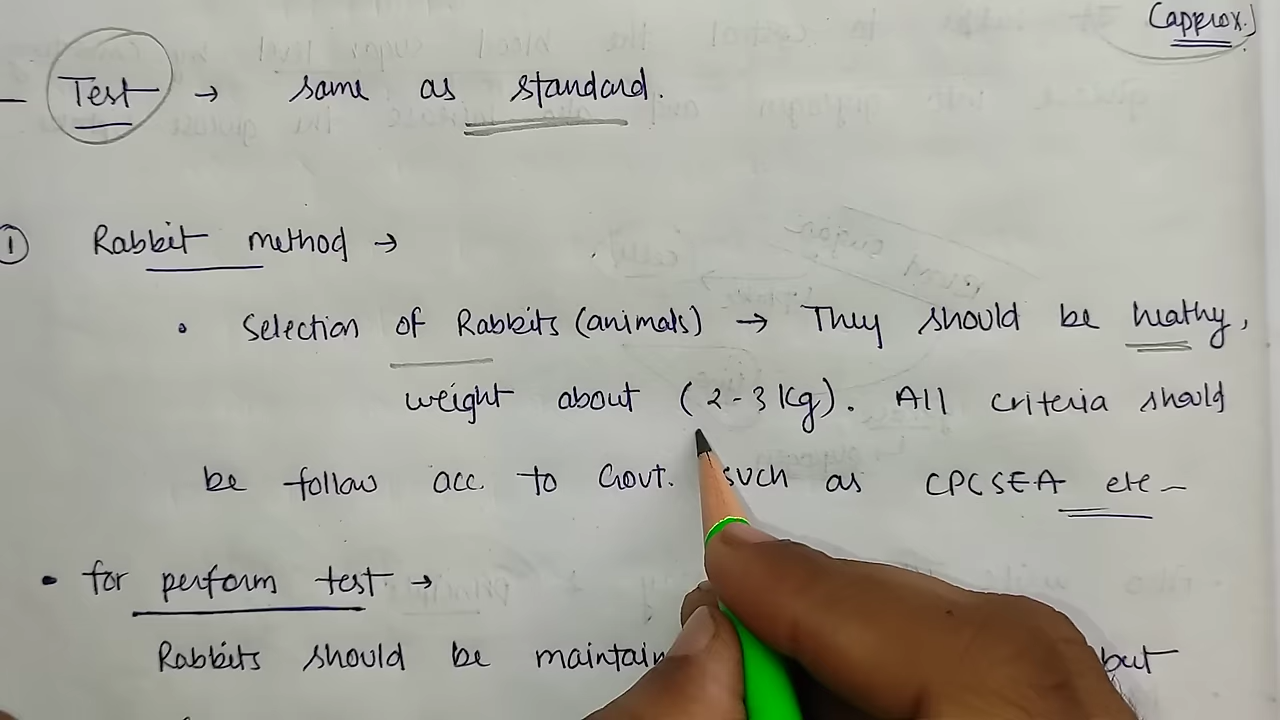 (approx.)
- Test → same as standard.
① Rabbit method →
• Selection of Rabbits (animals) → They should be heathy,
weight about (2-3 Kg). All criteria should
be follow acc. to Govt. such as CPCSEA etc -
• for perform test →
Rabbits should be maintain but